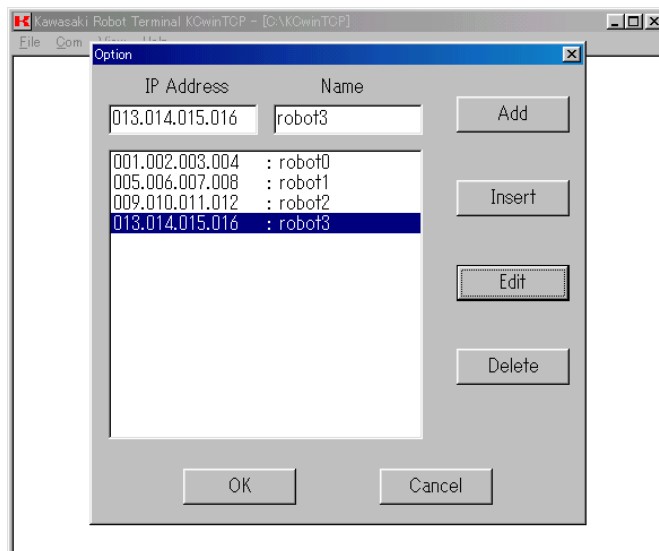 Kawasaki Robot Terminal KCwinTCP - [C:\KCwinTCP]
File Com View Help
Option
IP Address Name
013.014.015.016 robot3 Add
001.002.003.004 : robot0
005.006.007.008 : robot1
009.010.011.012 : robot2
013.014.015.016 : robot3
Insert
Edit
Delete
OK Cancel